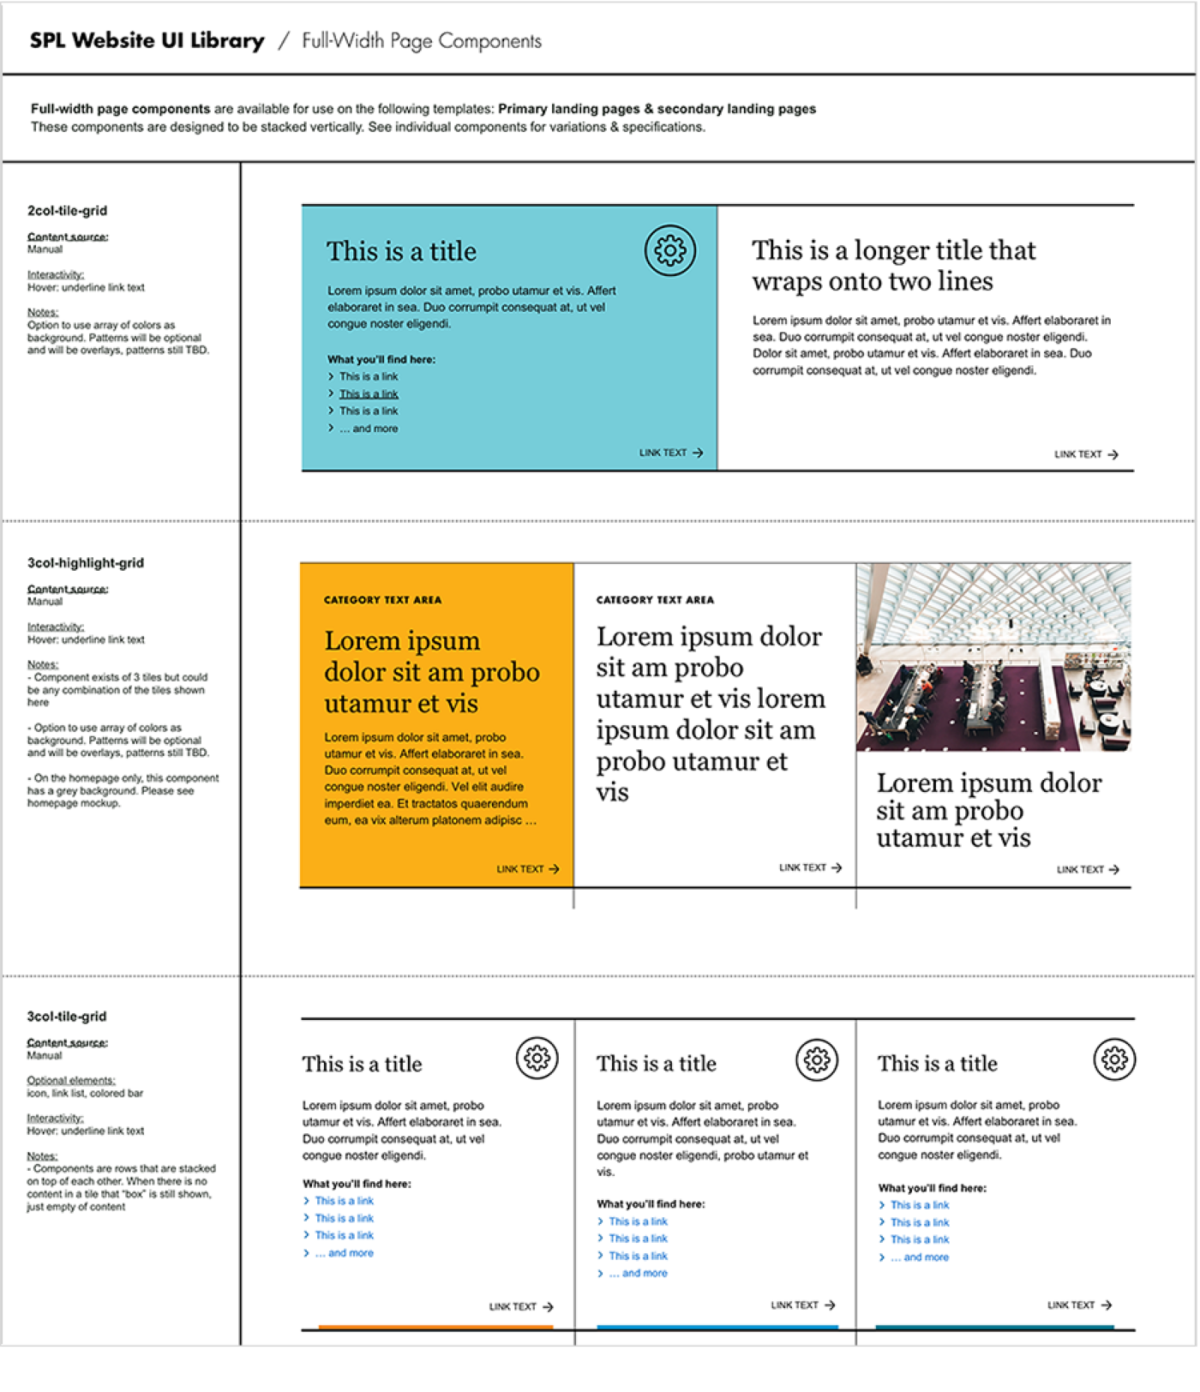 SPL Website UI Library / Full-Width Page Components
Full-width page components are available for use on the following templates: Primary landing pages & secondary landing pages
These components are designed to be stacked vertically. See individual components for variations & specifications.
2col-tile-grid
Content source:
Manual
Interactivity:
Hover: underline link text
Notes:
Option to use array of colors as
background. Patterns will be optional
and will be overlays, patterns still TBD.
This is a title
Lorem ipsum dolor sit amet, probo utamur et vis. Affert
elaboraret in sea. Duo corrumpit consequat at, ut vel
congue noster eligendi.
What you'll find here:
> This is a link
> This is a link
> This is a link
> ... and more
LINK TEXT →
This is a longer title that
wraps onto two lines
Lorem ipsum dolor sit amet, probo utamur et vis. Affert elaboraret in
sea. Duo corrumpit consequat at, ut vel congue noster eligendi.
Dolor sit amet, probo utamur et vis. Affert elaboraret in sea. Duo
corrumpit consequat at, ut vel congue noster eligendi.
LINK TEXT →
3col-highlight-grid
Content source:
Manual
Interactivity:
Hover: underline link text
Notes:
- Component exists of 3 tiles but could
be any combination of the tiles shown
here
- Option to use array of colors as
background. Patterns will be optional
and will be overlays, patterns still TBD.
- On the homepage only, this component
has a grey background. Please see
homepage mockup.
CATEGORY TEXT AREA
Lorem ipsum
dolor sit am probo
utamur et vis
Lorem ipsum dolor sit amet, probo
utamur et vis. Affert elaboraret in sea.
Duo corrumpit consequat at, ut vel
congue noster eligendi. Vel elit audire
imperdiet ea. Et tractatos quaerendum
eum, ea vix alterum platonem adipisc ...
LINK TEXT →
CATEGORY TEXT AREA
Lorem ipsum dolor
sit am probo
utamur et vis lorem
ipsum dolor sit am
probo utamur et
vis
LINK TEXT →
Lorem ipsum dolor
sit am probo
utamur et vis
LINK TEXT →
3col-tile-grid
Content source:
Manual
Optional elements:
icon, link list, colored bar
Interactivity:
Hover: underline link text
Notes:
- Components are rows that are stacked
on top of each other. When there is no
content in a tile that "box" is still shown,
just empty of content
This is a title
Lorem ipsum dolor sit amet, probo
utamur et vis. Affert elaboraret in sea.
Duo corrumpit consequat at, ut vel
congue noster eligendi.
What you'll find here:
> This is a link
> This is a link
> This is a link
> ... and more
LINK TEXT →
This is a title
Lorem ipsum dolor sit amet, probo
utamur et vis. Affert elaboraret in sea.
Duo corrumpit consequat at, ut vel
congue noster eligendi, probo utamur et
vis.
What you'll find here:
> This is a link
> This is a link
> This is a link
> ... and more
LINK TEXT →
This is a title
Lorem ipsum dolor sit amet, probo
utamur et vis. Affert elaboraret in sea.
Duo corrumpit consequat at, ut vel
congue noster eligendi.
What you'll find here:
> This is a link
> This is a link
> This is a link
> ... and more
LINK TEXT →